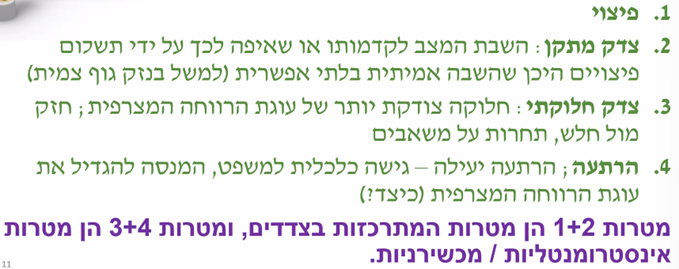 1. פיצוי
2. צדק מתקן: השבת המצב לקדמותו או שאיפה לכך על ידי תשלום
פיצויים היכן שהשבה אמיתית בלתי אפשרית (למשל בנזק גוף צמית)
3. צדק חלוקתי: חלוקה צודקת יותר של עוגת הרווחה המצרפית; חזק
מול חלש, תחרות על משאבים
4. הרתעה; הרתעה יעילה – גישה כלכלית למשפט, המנסה להגדיל את
עוגת הרווחה המצרפית (כיצד?)
מטרות 1+2 הן מטרות המתרכזות בצדדים, ומטרות 3+4 הן מטרות
אינסטרומנטליות / מכשירניות.
11